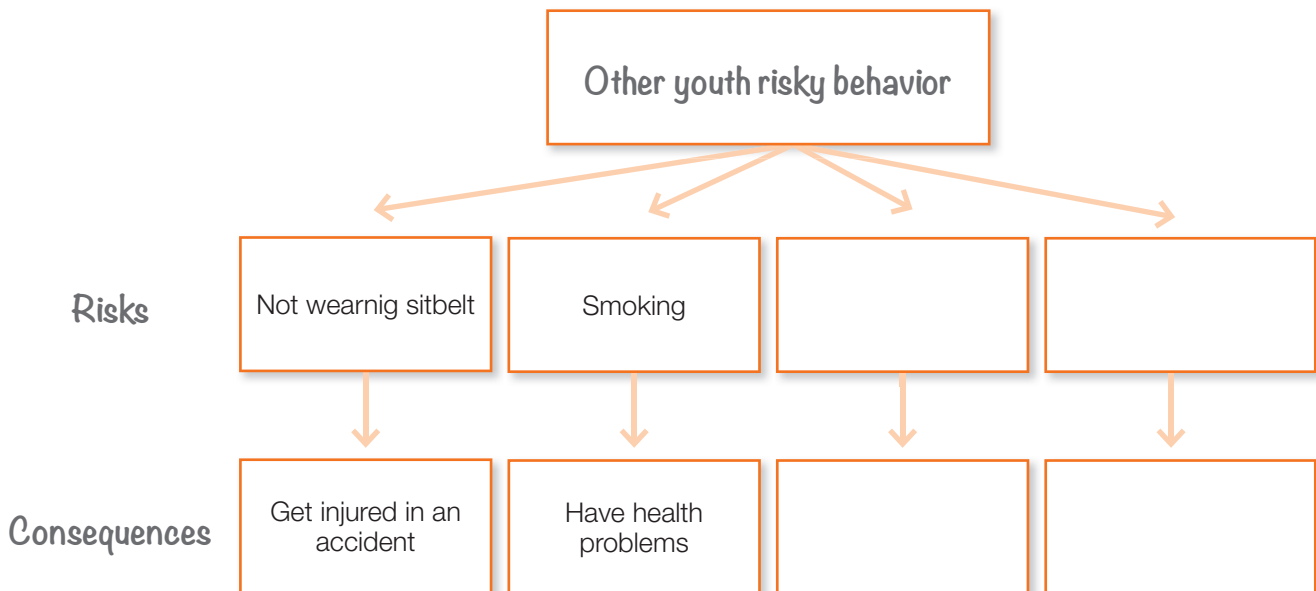 Other youth risky behavior
Risks
Not wearnig sitbelt
Smoking
Consequences
Get injured in an
accident
Have health
problems